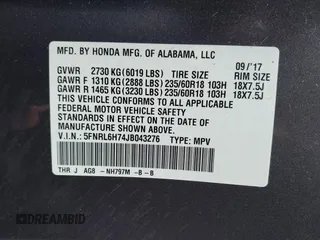 MFD. BY HONDA MFG. OF ALABAMA, LLC
09/'17
GVWR 2730 KG(6019 LBS) TIRE SIZE RIM SIZE
GAWR F 1310 KG(2888 LBS)235/60R18 103H 18X7.5J
GAWR R 1465 KG(3230 LBS)235/60R18 103H 18X7.5J
THIS VEHICLE CONFORMS TO ALL APPLICABLE
FEDERAL MOTOR VEHICLE SAFETY
STANDARDS IN EFFECT ON THE DATE OF
MANUFACTURE SHOWN ABOVE.
V.I.N.: 5FNRL6H74JB043276 TYPE: MPV
THR J AG8 -NH797M -B -B
DREAMBID